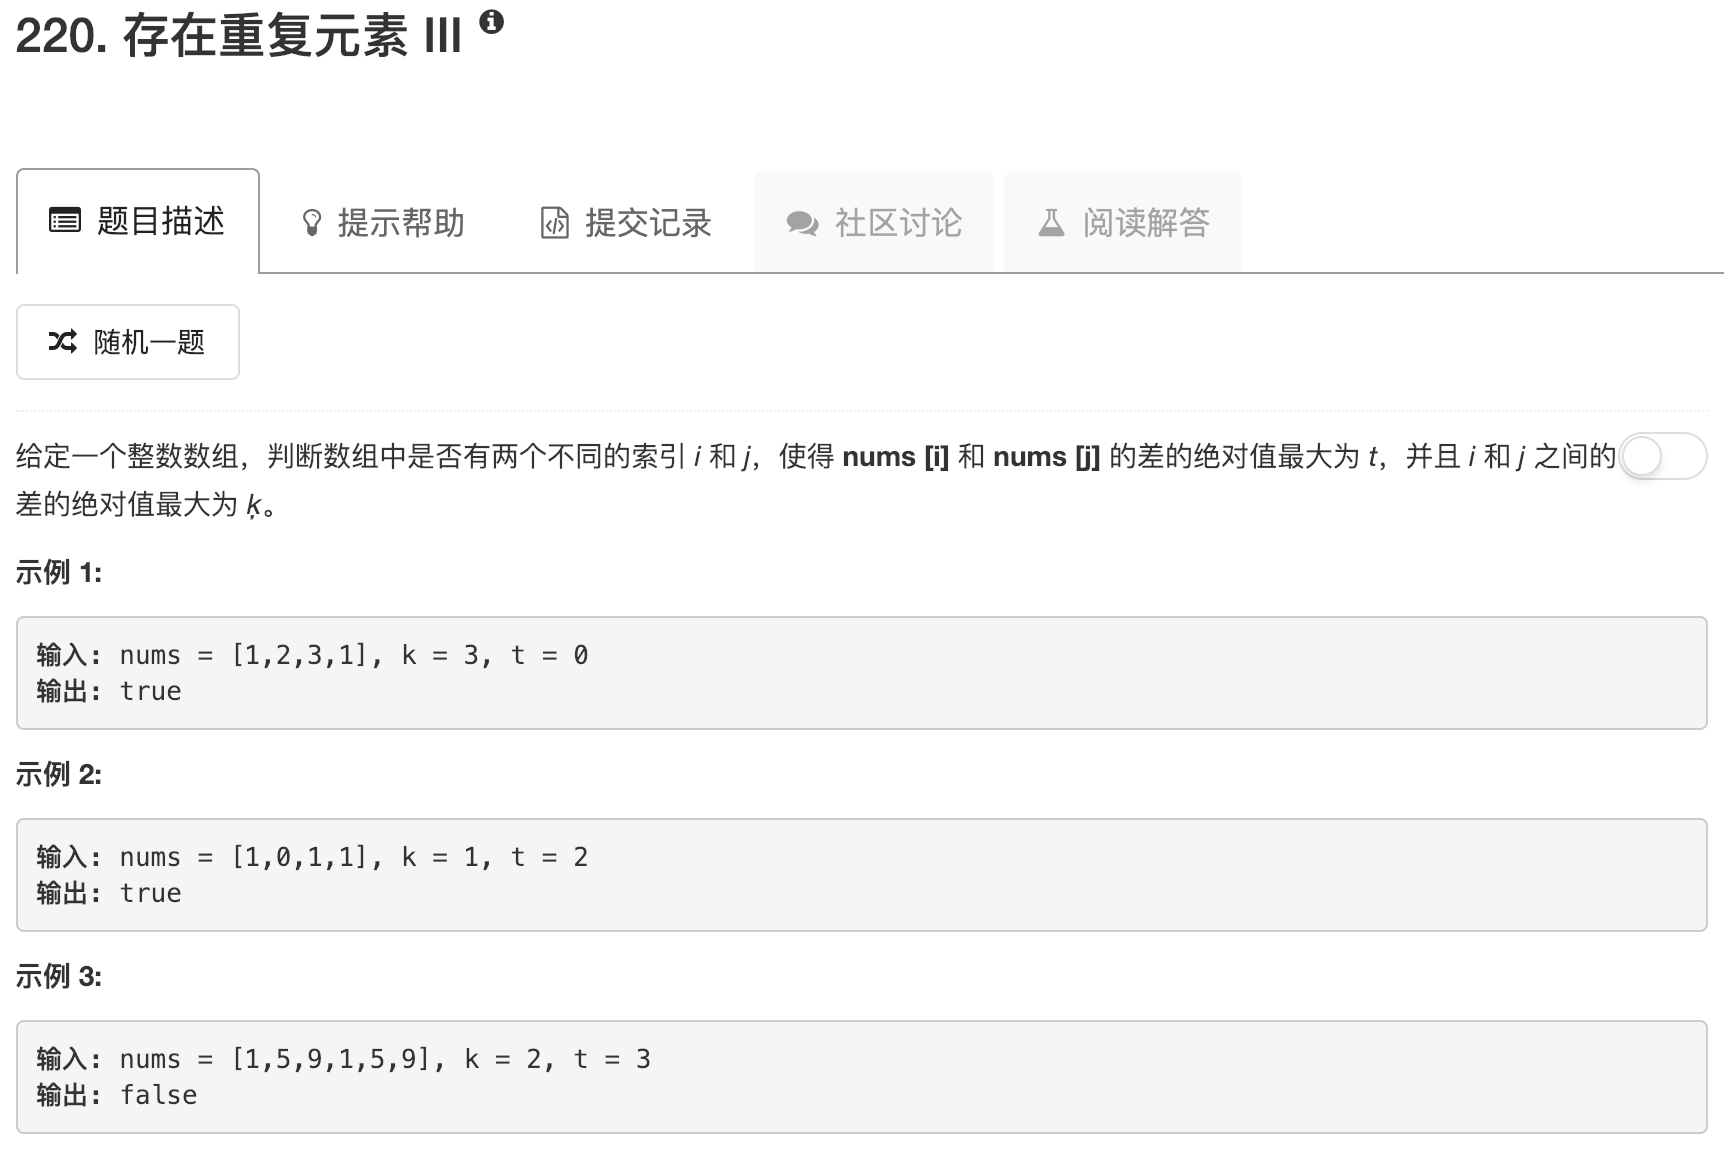 220. 存在重复元素 III
题目描述 提示帮助 提交记录 社区讨论 阅读解答
随机一题
给定一个整数数组，判断数组中是否有两个不同的索引 i 和 j，使得 nums [i] 和 nums [j] 的差的绝对值最大为 t，并且 i 和 j 之间的
差的绝对值最大为 ķ。
示例 1:
输入: nums = [1,2,3,1], k = 3, t = 0
输出: true
示例 2:
输入: nums = [1,0,1,1], k = 1, t = 2
输出: true
示例 3:
输入: nums = [1,5,9,1,5,9], k = 2, t = 3
输出: false